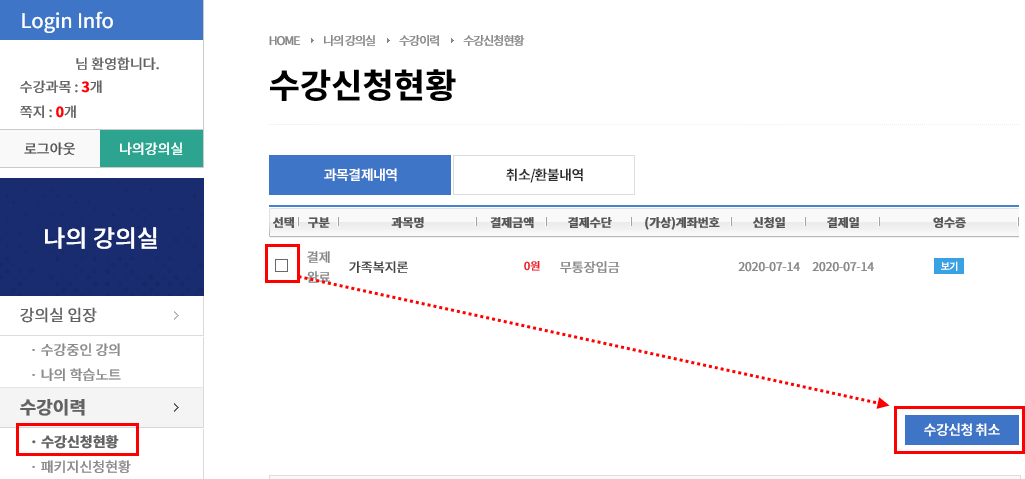 Login Info
님 환영합니다.
수강과목 : 3개
쪽지 : 0개
로그아웃
나의강의실
나의 강의실
강의실 입장
· 수강중인 강의
· 나의 학습노트
수강이력
· 수강신청현황
· 패키지신청현황
HOME 나의 강의실 수강이력 수강신청현황
수강신청현황
과목결제내역
취소/환불내역
선택 구분 과목명 결제금액 결제수단 (가상)계좌번호 신청일 결제일 영수증
결제
완료 가족복지론 0원 무통장입금 2020-07-14 2020-07-14 보기
수강신청 취소